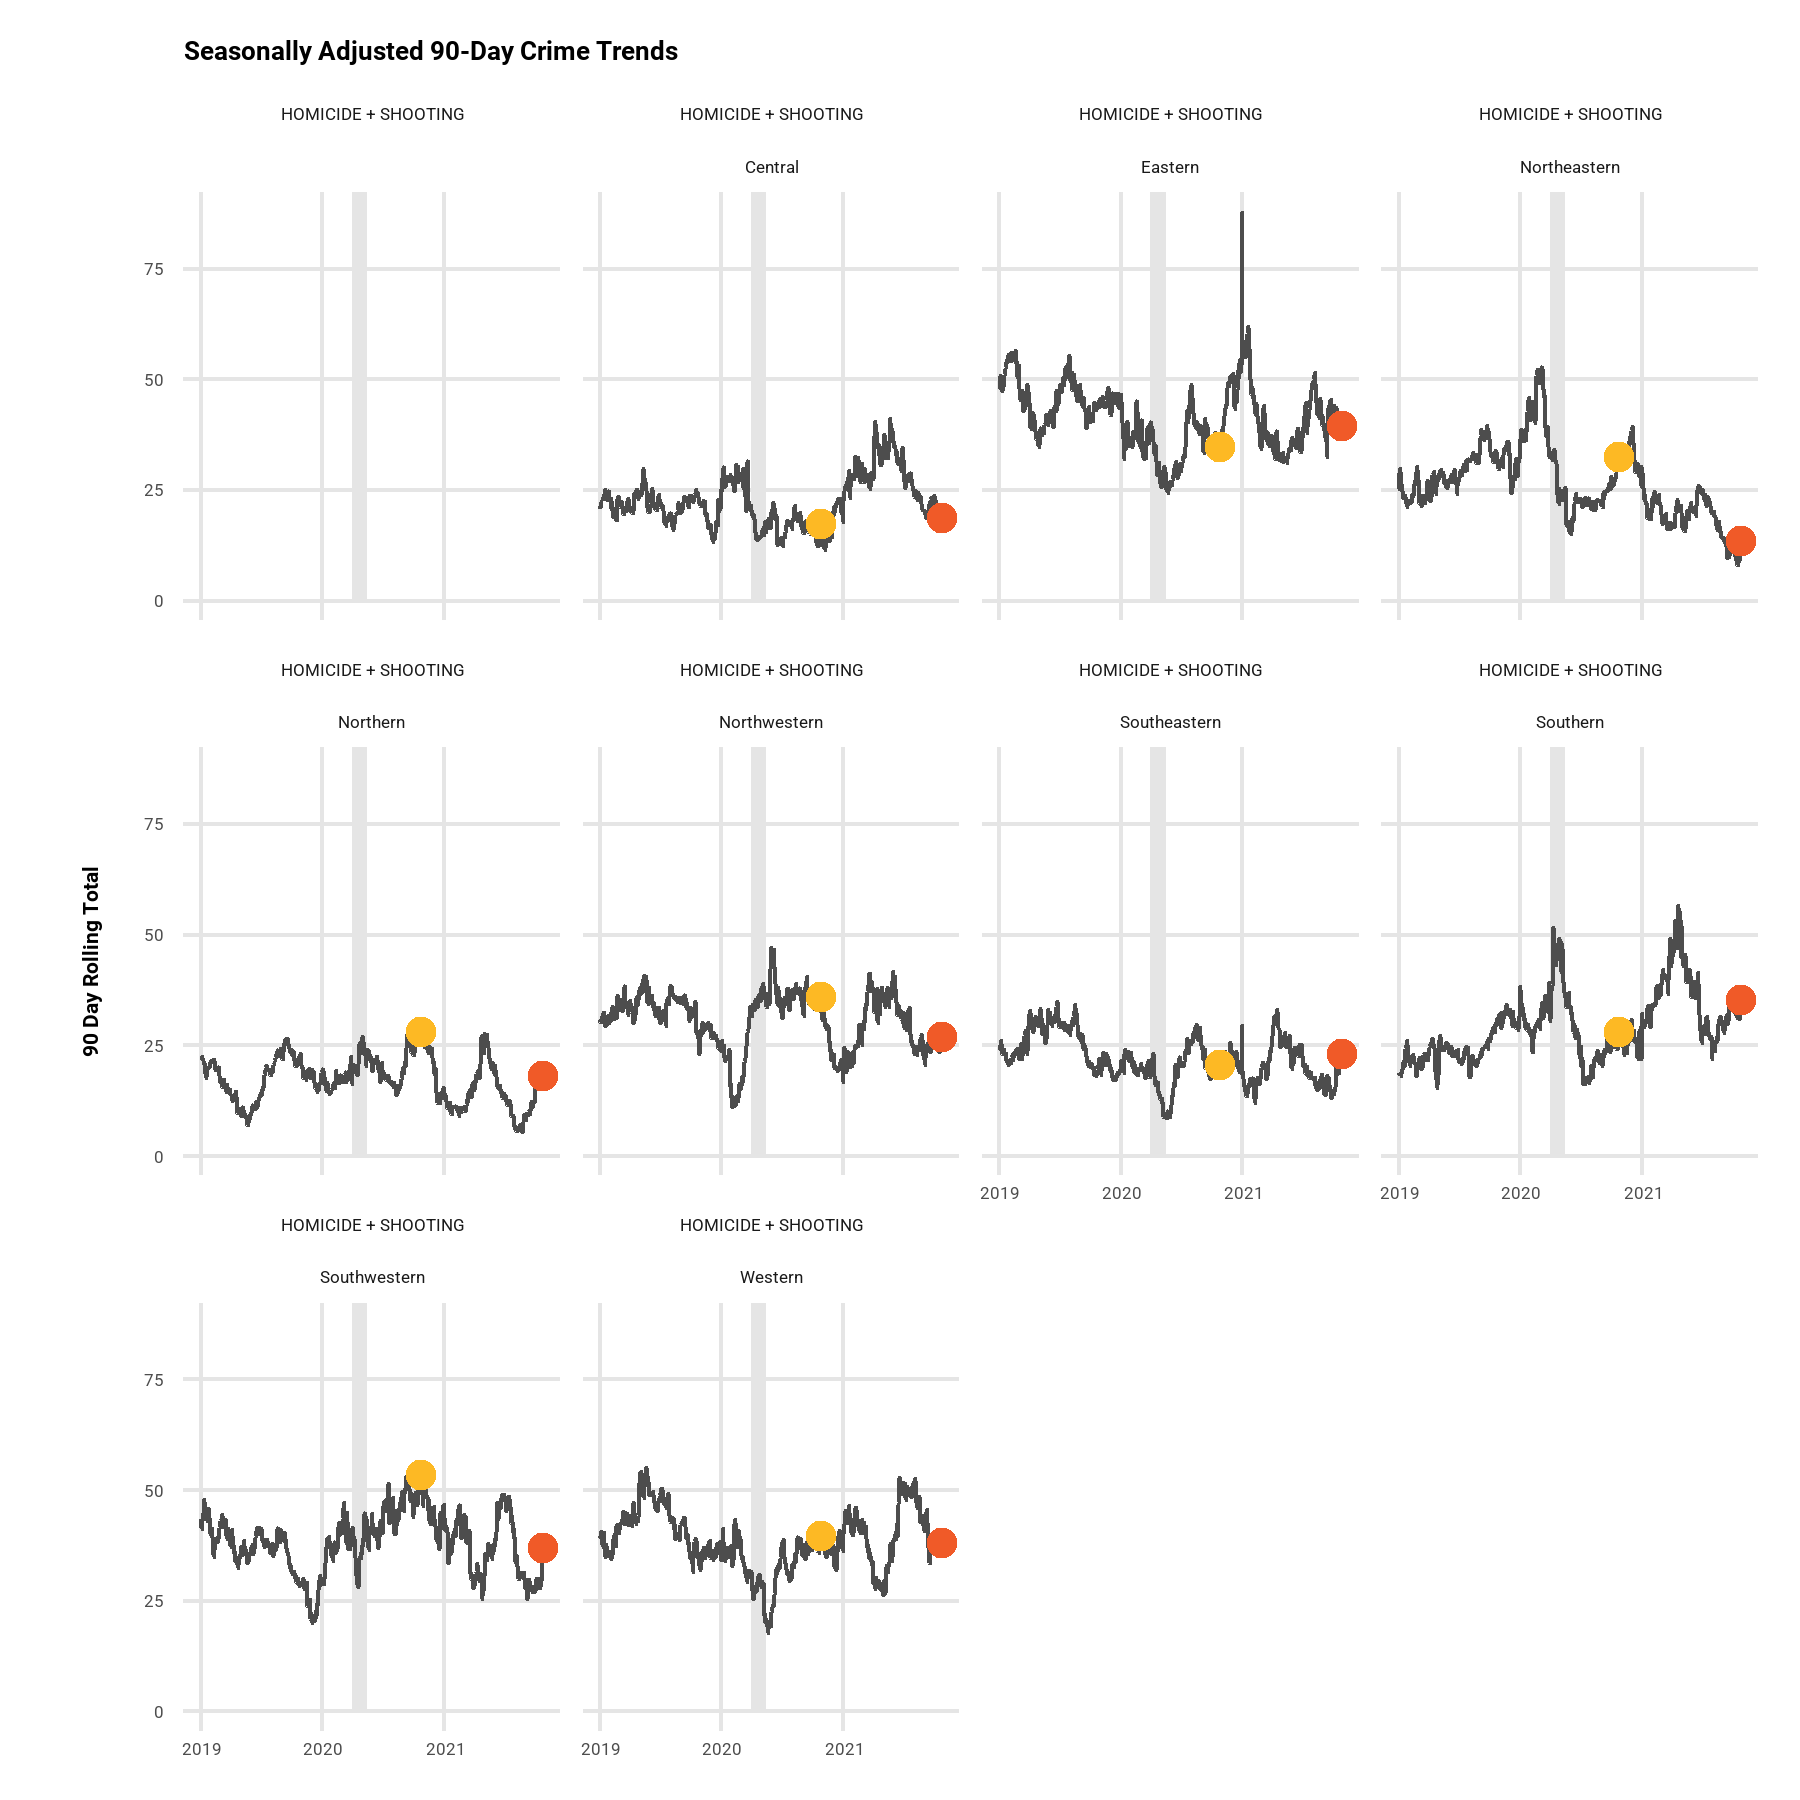 Seasonally Adjusted 90-Day Crime Trends
HOMICIDE + SHOOTING
HOMICIDE + SHOOTING
HOMICIDE + SHOOTING
HOMICIDE + SHOOTING
Central
Eastern
Northeastern
75
50
25
0
HOMICIDE + SHOOTING
HOMICIDE + SHOOTING
HOMICIDE + SHOOTING
HOMICIDE + SHOOTING
Northern
Northwestern
Southeastern
Southern
90 Day Rolling Total
75
50
25
0
2019
2020
2021
2019
2020
2021
HOMICIDE + SHOOTING
HOMICIDE + SHOOTING
Southwestern
Western
75
50
25
0
2019
2020
2021
2019
2020
2021